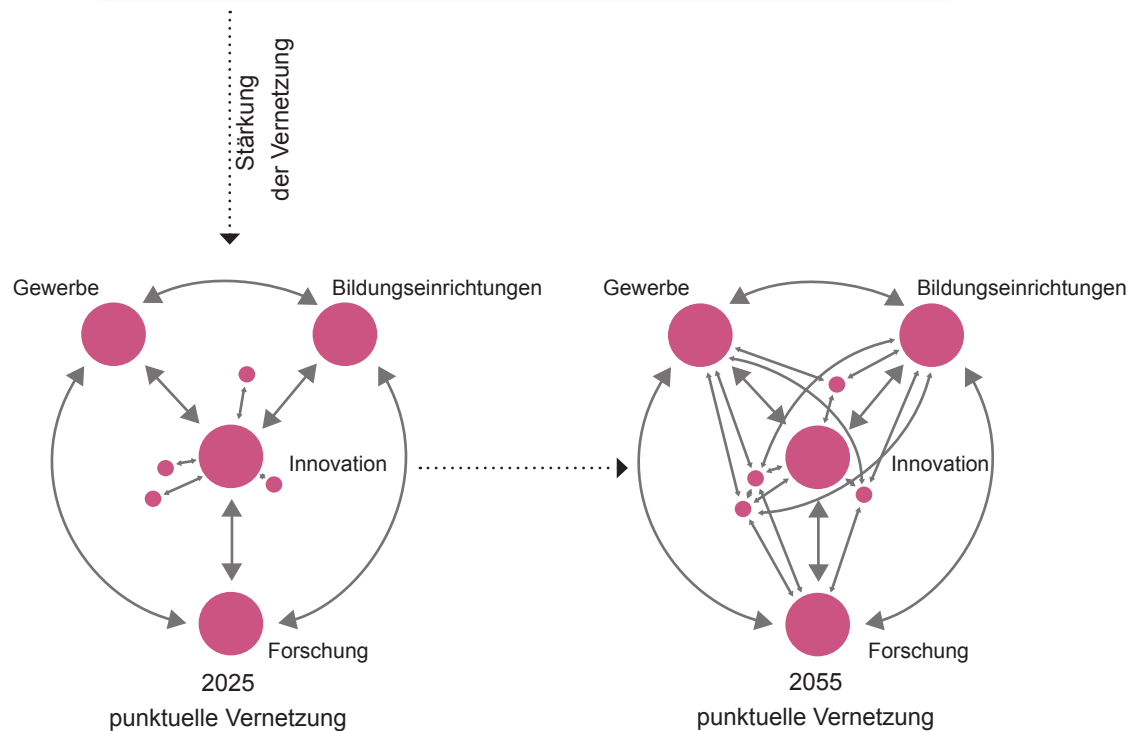 Stärkung
der Vernetzung
Gewerbe
Bildungseinrichtungen
Innovation
Forschung
2025
punktuelle Vernetzung
Gewerbe
Bildungseinrichtungen
Innovation
Forschung
2055
punktuelle Vernetzung